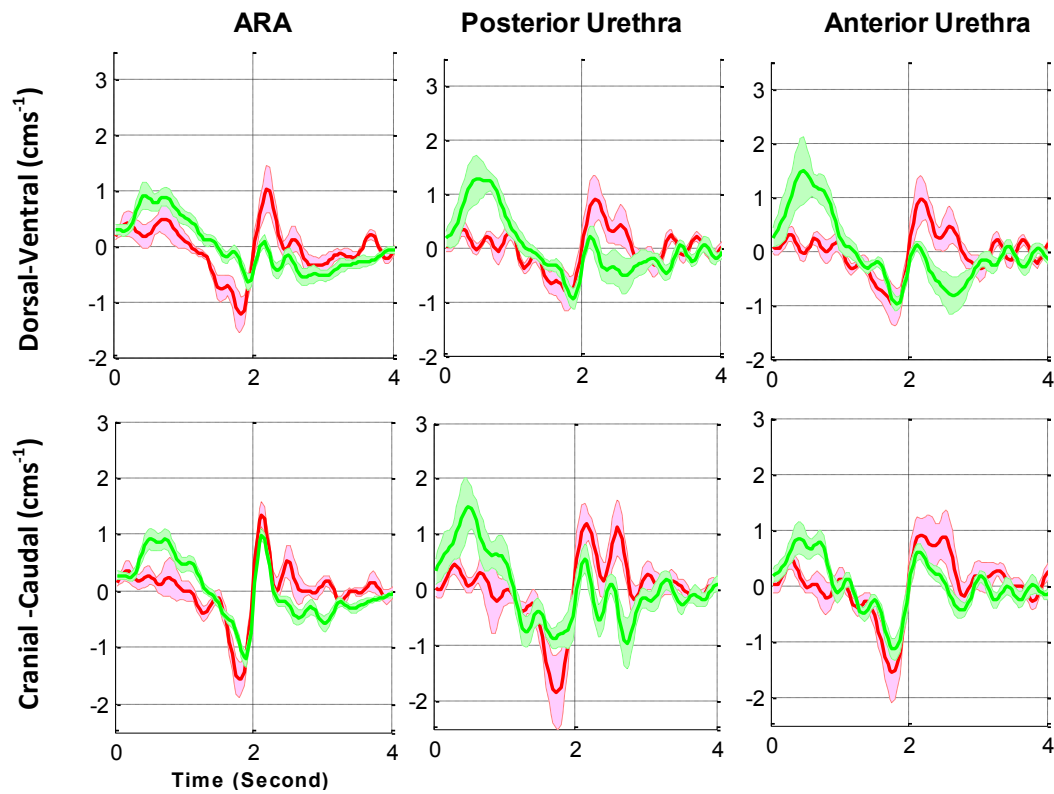 ARA Posterior Urethra Anterior Urethra
Dorsal-Ventral (cms⁻¹)
3 3 3
2 2 2
1 1 1
0 0 0
-1 -1 -1
-2 -2 -2
0 2 4 0 2 4 0 2 4
Cranial -Caudal (cms⁻¹)
3 3 3
2 2 2
1 1 1
0 0 0
-1 -1 -1
-2 -2 -2
0 2 4 0 2 4 0 2 4
Time (Second)